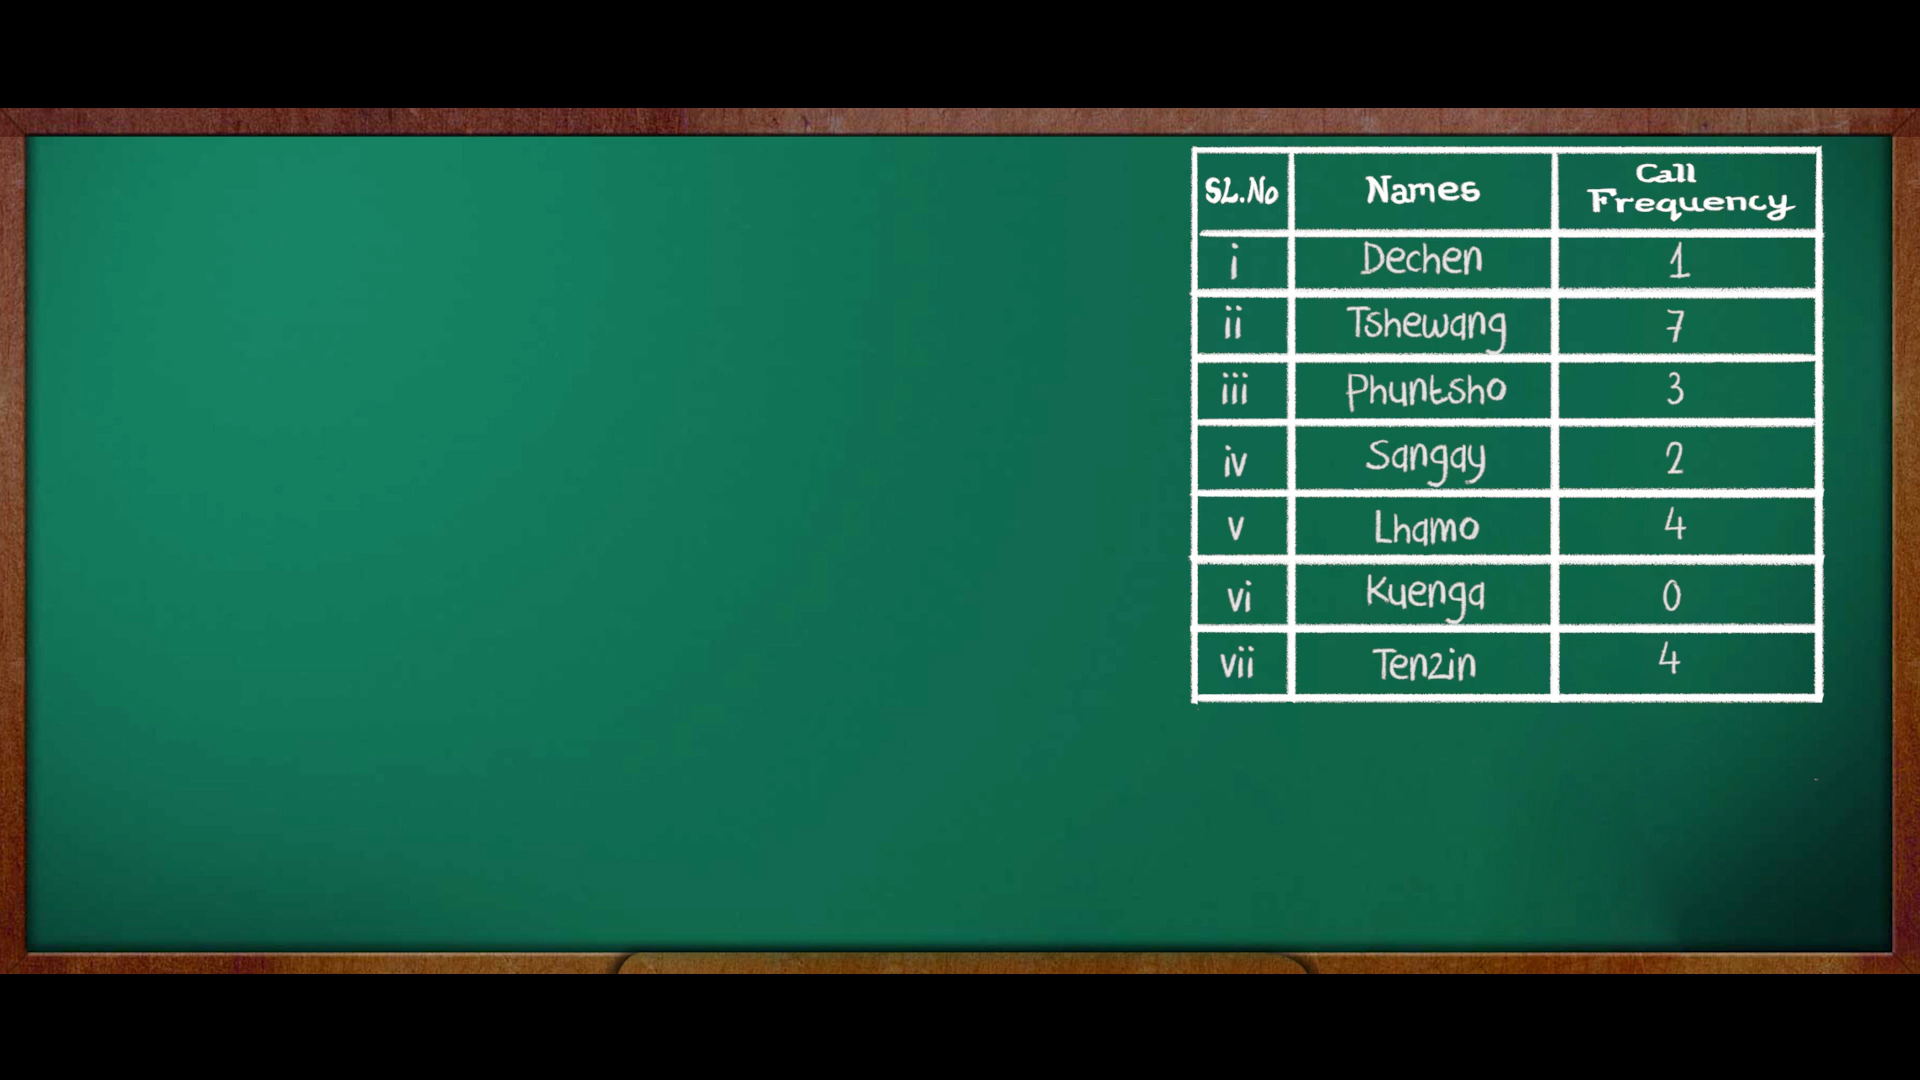 SL.No Names Call Frequency
i Dechen 1
ii Tshewang 7
iii Phuntsho 3
iv Sangay 2
v Lhamo 4
vi Kuenga 0
vii Tenzin 4